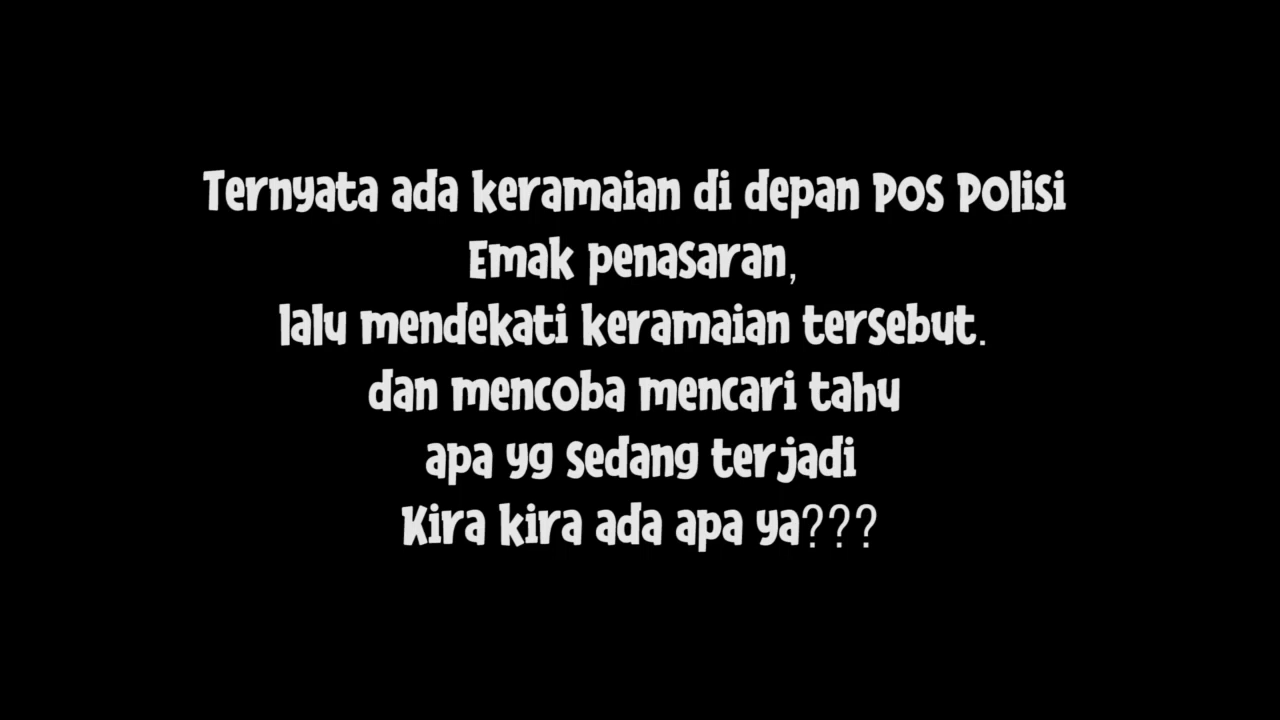 Ternyata ada keramaian di depan Pos Polisi
Emak penasaran,
lalu mendekati keramaian tersebut.
dan mencoba mencari tahu
apa yg sedang terjadi
Kira kira ada apa ya???